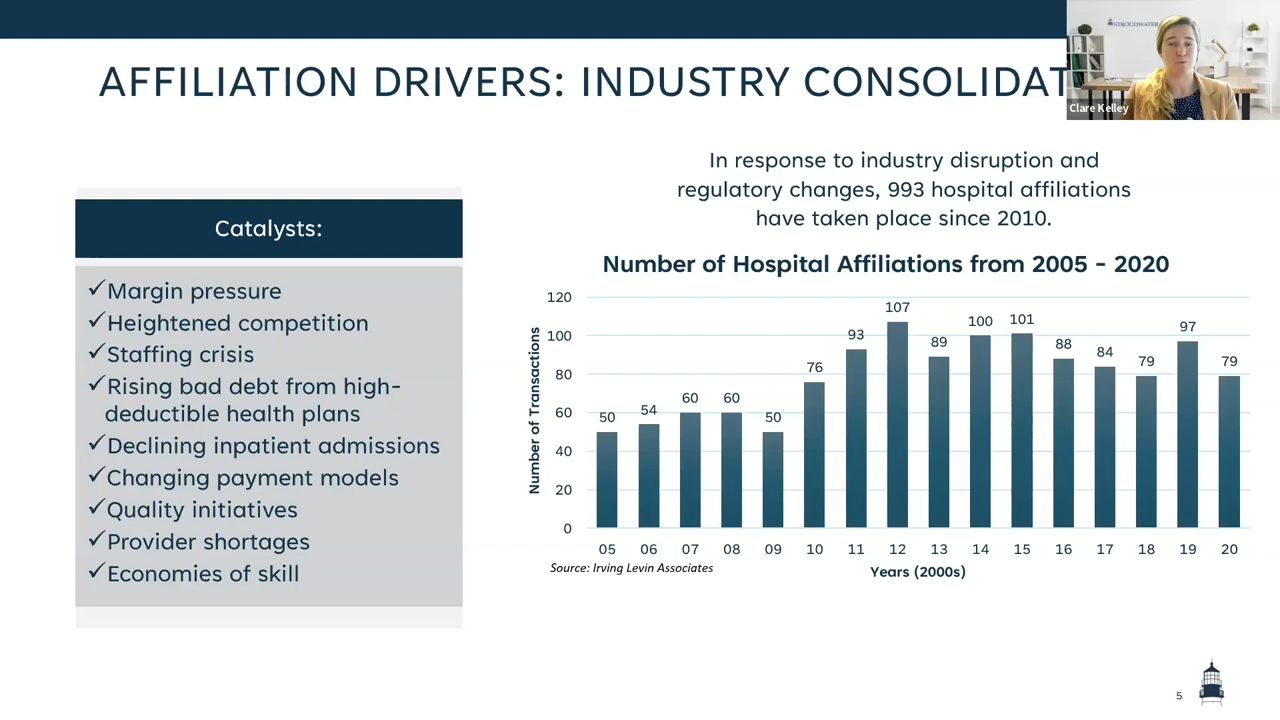 AFFILIATION DRIVERS: INDUSTRY CONSOLIDAT
STROUDWATER
Clare Kelley
In response to industry disruption and
regulatory changes, 993 hospital affiliations
have taken place since 2010.
Catalysts:
✓Margin pressure
✓Heightened competition
✓Staffing crisis
✓Rising bad debt from high-
deductible health plans
✓Declining inpatient admissions
✓Changing payment models
✓Quality initiatives
✓Provider shortages
✓Economies of skill
Number of Hospital Affiliations from 2005 - 2020
Number of Transactions
120
100
80
60
40
20
0
50 54 60 60 50 76 93 107 89 100 101 88 84 79 97 79
05 06 07 08 09 10 11 12 13 14 15 16 17 18 19 20
Source: Irving Levin Associates
Years (2000s)
5